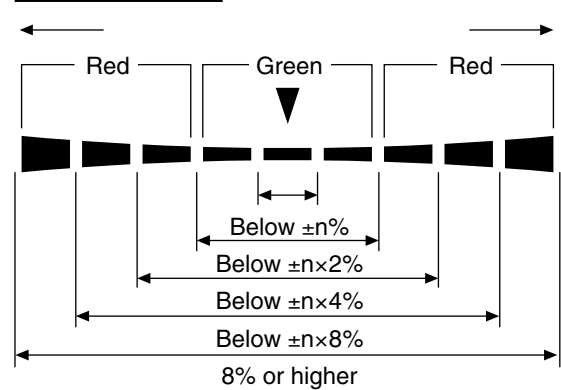 Red Green Red
Below ±n%
Below ±n×2%
Below ±n×4%
Below ±n×8%
8% or higher